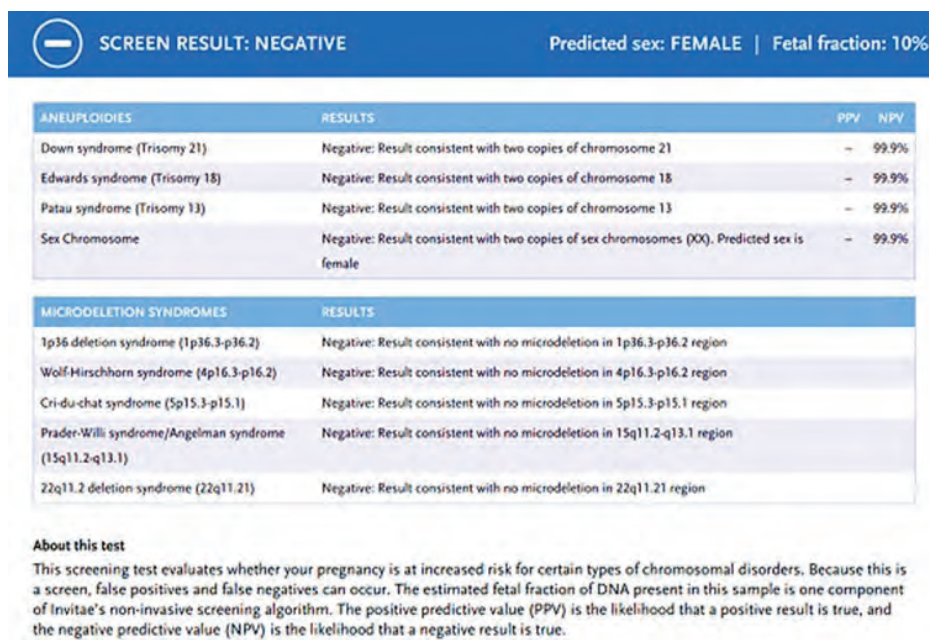 SCREEN RESULT: NEGATIVE Predicted sex: FEMALE | Fetal fraction: 10%
ANEUPLOIDIES RESULTS PPV NPV
Down syndrome (Trisomy 21) Negative: Result consistent with two copies of chromosome 21 – 99.9%
Edwards syndrome (Trisomy 18) Negative: Result consistent with two copies of chromosome 18 – 99.9%
Patau syndrome (Trisomy 13) Negative: Result consistent with two copies of chromosome 13 – 99.9%
Sex Chromosome Negative: Result consistent with two copies of sex chromosomes (XX). Predicted sex is – 99.9%
female
MICRODELETION SYNDROMES RESULTS
1p36 deletion syndrome (1p36.3-p36.2) Negative: Result consistent with no microdeletion in 1p36.3-p36.2 region
Wolf-Hirschhorn syndrome (4p16.3-p16.2) Negative: Result consistent with no microdeletion in 4p16.3-p16.2 region
Cri-du-chat syndrome (5p15.3-p15.1) Negative: Result consistent with no microdeletion in 5p15.3-p15.1 region
Prader-Willi syndrome/Angelman syndrome Negative: Result consistent with no microdeletion in 15q11.2-q13.1 region
(15q11.2-q13.1)
22q11.2 deletion syndrome (22q11.21) Negative: Result consistent with no microdeletion in 22q11.21 region
About this test
This screening test evaluates whether your pregnancy is at increased risk for certain types of chromosomal disorders. Because this is
a screen, false positives and false negatives can occur. The estimated fetal fraction of DNA present in this sample is one component
of Invitae's non-invasive screening algorithm. The positive predictive value (PPV) is the likelihood that a positive result is true, and
the negative predictive value (NPV) is the likelihood that a negative result is true.